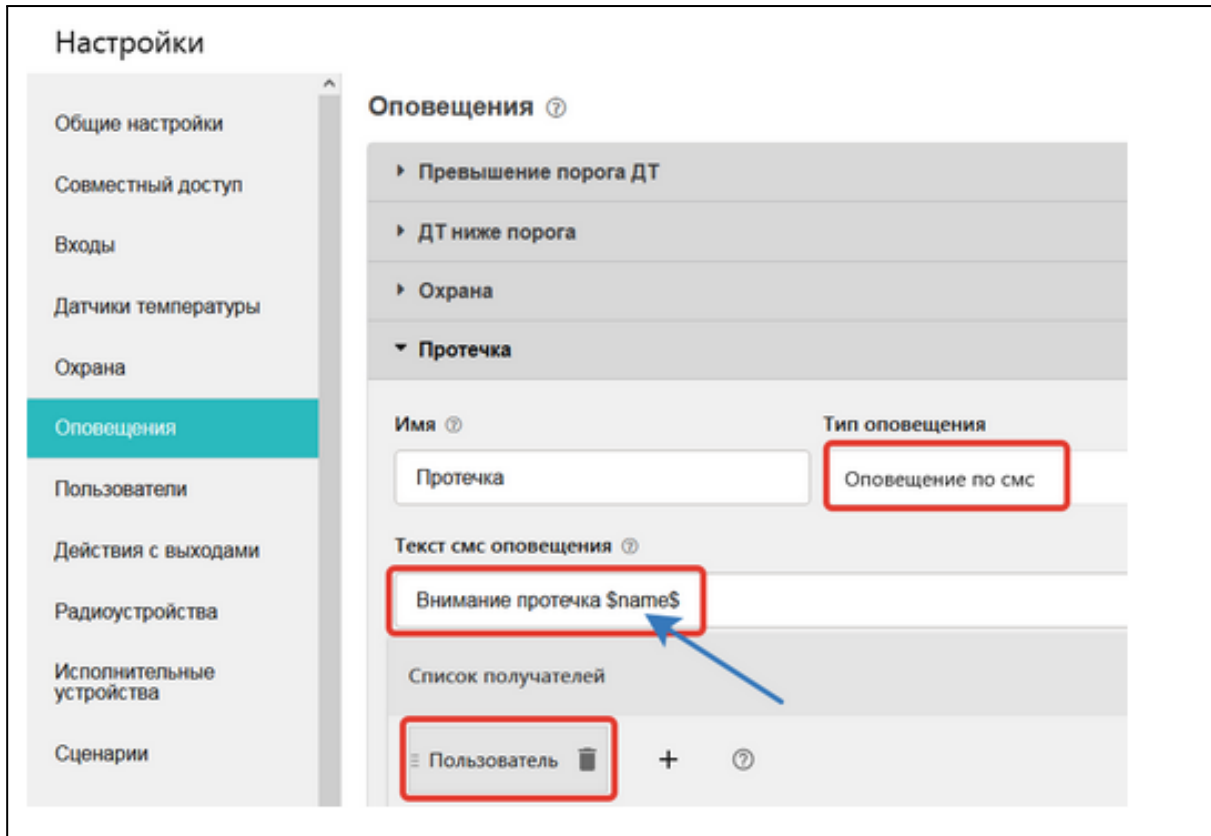 Настройки
Общие настройки
Совместный доступ
Входы
Датчики температуры
Охрана
Оповещения
Пользователи
Действия с выходами
Радиоустройства
Исполнительные
устройства
Сценарии
Оповещения ?
Превышение порога ДТ
ДТ ниже порога
Охрана
Протечка
Имя ?
Тип оповещения
Протечка
Оповещение по смс
Текст смс оповещения ?
Внимание протечка $name$
Список получателей
Пользователь + ?